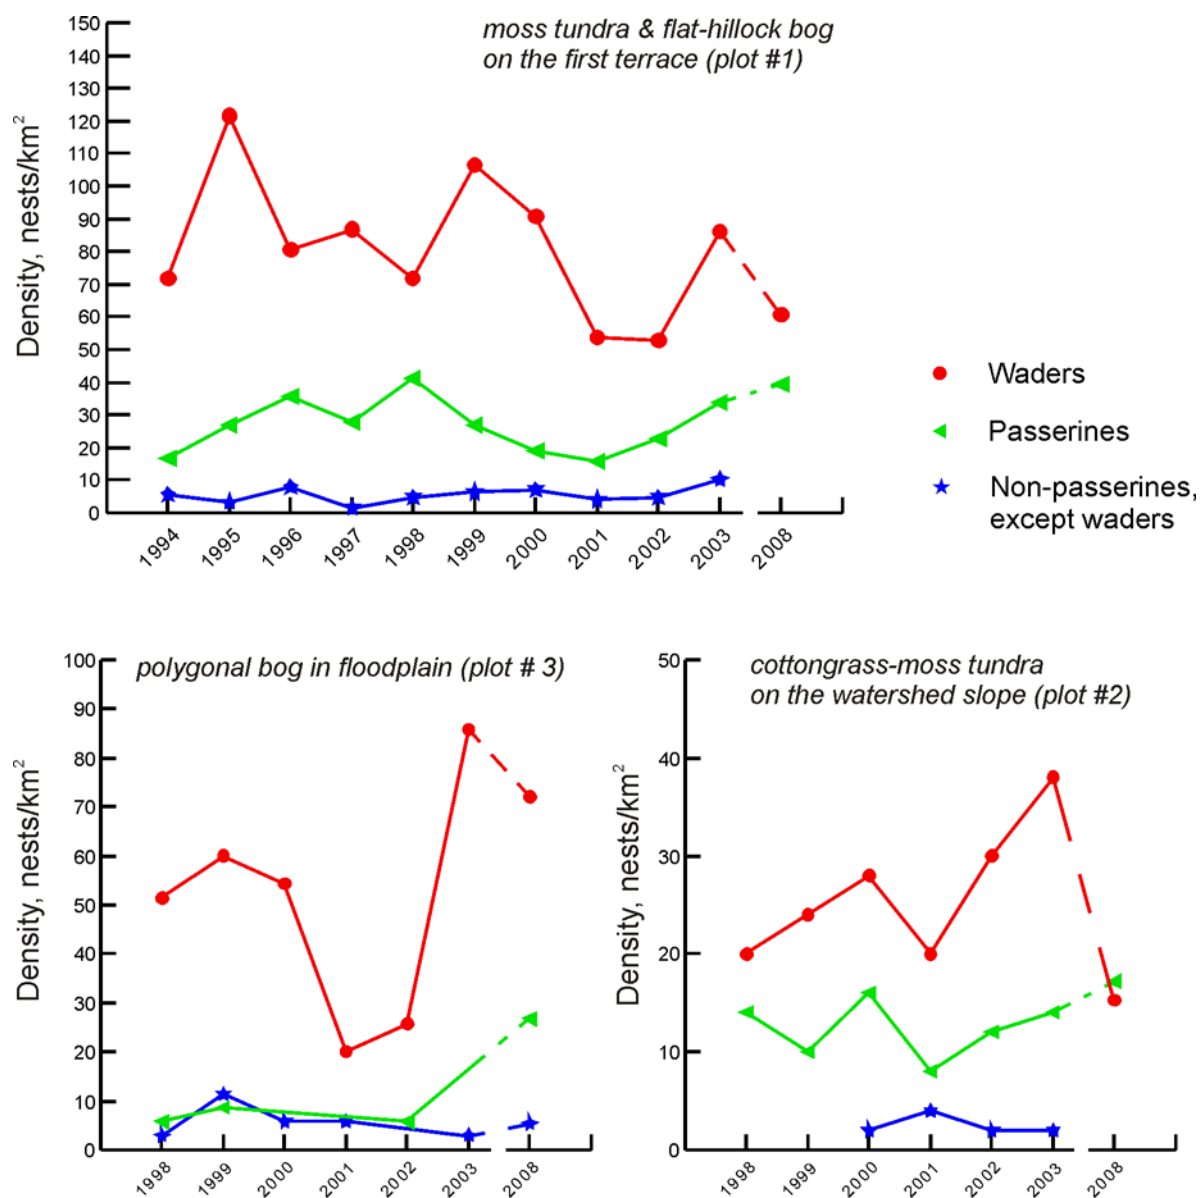 moss tundra & flat-hillock bog
on the first terrace (plot #1)
Density, nests/km²
150
140
130
120
110
100
90
80
70
60
50
40
30
20
10
0
1994 1995 1996 1997 1998 1999 2000 2001 2002 2003 2008
Waders
Passerines
Non-passerines,
except waders
polygonal bog in floodplain (plot # 3)
Density, nests/km²
100
90
80
70
60
50
40
30
20
10
0
1998 1999 2000 2001 2002 2003 2008
cottongrass-moss tundra
on the watershed slope (plot #2)
Density, nests/km²
50
40
30
20
10
0
1998 1999 2000 2001 2002 2003 2008